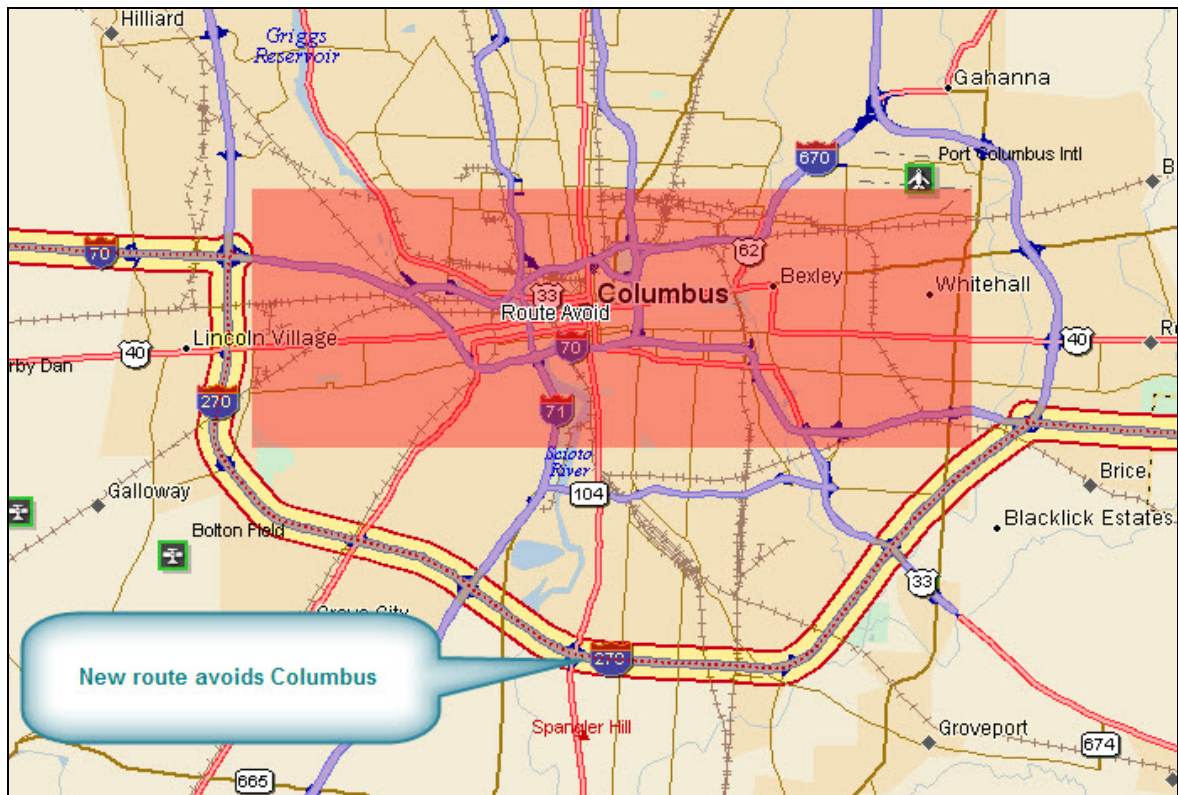 Hilliard
Griggs
Reservoir
Gahanna
670
Port Columbus Intl
B
70
62
Bexley
Whitehall
33
Columbus
Route Avoid
Lincoln Village
40
70
40
Ro
rby Dan
270
71
Scioto
River
Galloway
104
Brice
Blacklick Estates
Bolton Field
33
Grove City
New route avoids Columbus
270
Spangler Hill
Groveport
674
665